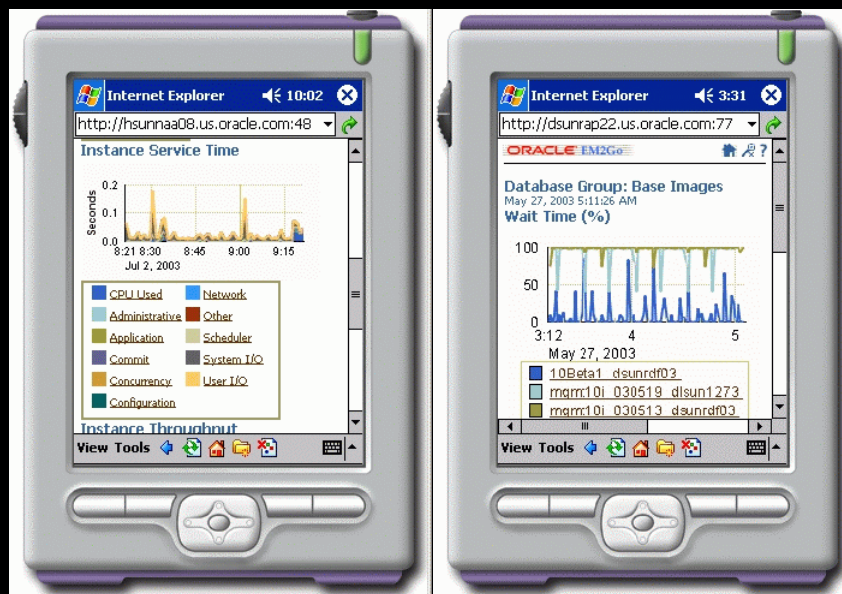 Internet Explorer 10:02
http://hsunnaa08.us.oracle.com:48
Instance Service Time
Seconds
0.2
0.1
0.0
8:21 8:30 8:45 9:00 9:15
Jul 2, 2003
CPU Used Network
Administrative Other
Application Scheduler
Commit System I/O
Concurrency User I/O
Configuration
Instance Throughput
View Tools
Internet Explorer 3:31
http://dsunrap22.us.oracle.com:77
ORACLE EM2Go ?
Database Group: Base Images
May 27, 2003 5:11:26 AM
Wait Time (%)
100
50
0
3:12 4 5
May 27, 2003
10Beta1_dsunrdf03
mgmt10i_030519_dlsun1273
mgmt10i_030513_dsunrdf03
View Tools